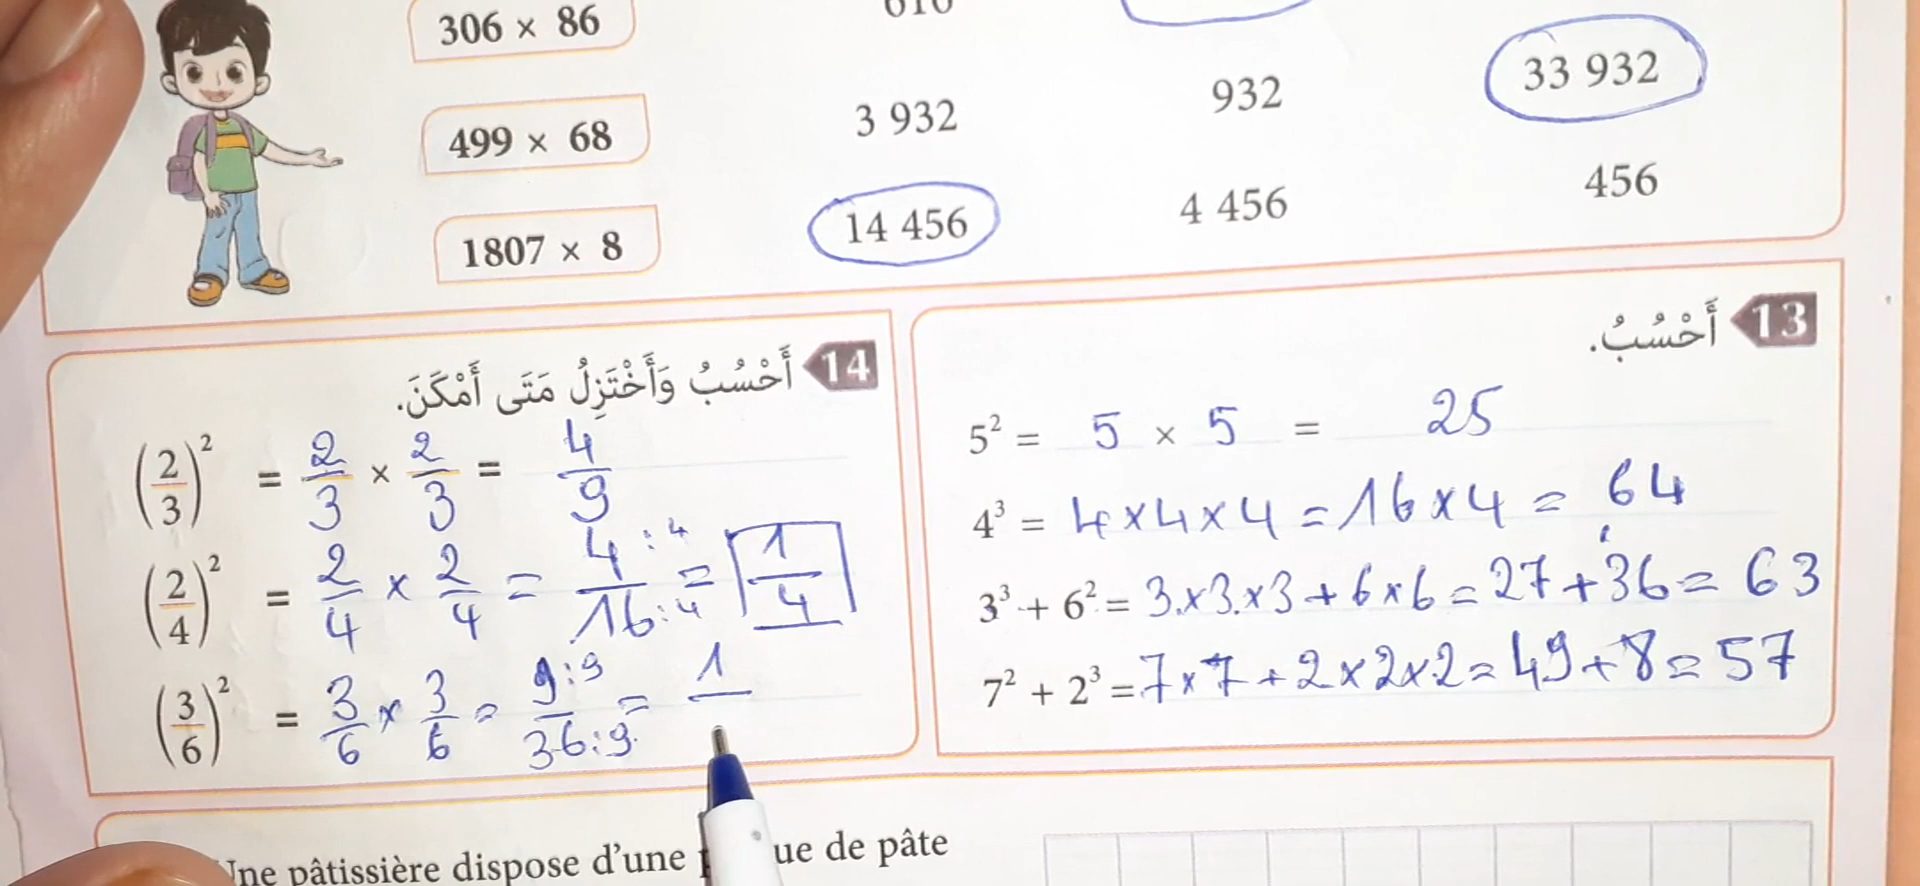 306 × 86
499 × 68 3 932 932 33 932
1807 × 8 14 456 4 456 456
13 أَحْسُبُ.
5² = 5 × 5 = 25
4³ = 4×4×4 = 16×4 = 64
3³ + 6² = 3×3×3+6×6=27+36= 63
7² + 2³ = 7×7+2×2×2=49+8=57
14 أَحْسُبُ وَأَخْتَزِلُ مَتَى أَمْكَنَ.
(2/3)² = 2/3 × 2/3 = 4/9
(2/4)² = 2/4 × 2/4 = 4:4/16:4 = 1/4
(3/6)² = 3/6 × 3/6 = 9:9/36:9 = 1/
Une pâtissière dispose d'une ue de pâte